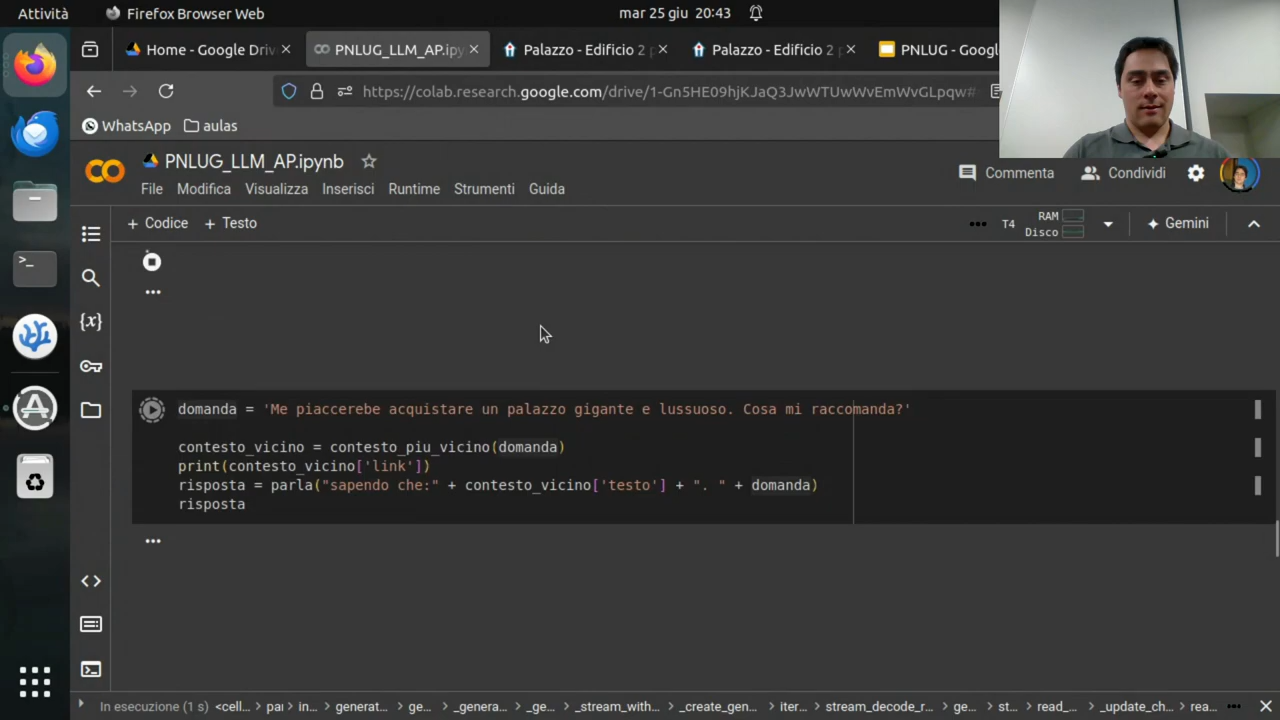 Attività
Firefox Browser Web
mar 25 giu 20:43
Home - Google Driv
PNLUG_LLM_AP.ipy
Palazzo - Edificio 2 p
Palazzo - Edificio 2 p
PNLUG - Goog
https://colab.research.google.com/drive/1-Gn5HE09hjKJaQ3JwWTUwWvEmWvGLpqw#
WhatsApp
aulas
PNLUG_LLM_AP.ipynb
Commenta
Condividi
File Modifica Visualizza Inserisci Runtime Strumenti Guida
+ Codice + Testo
T4
RAM
Disco
Gemini
domanda = 'Me piaccerebe acquistare un palazzo gigante e lussuoso. Cosa mi raccomanda?'
contesto_vicino = contesto_piu_vicino(domanda)
print(contesto_vicino['link'])
risposta = parla("sapendo che:" + contesto_vicino['testo'] + ". " + domanda)
risposta
In esecuzione (1 s) <cell... pai in... generat... ge... _genera... _ge... _stream_with... _create_gen... iter... stream_decode_r... ge... st... read_... _update_ch... rea...